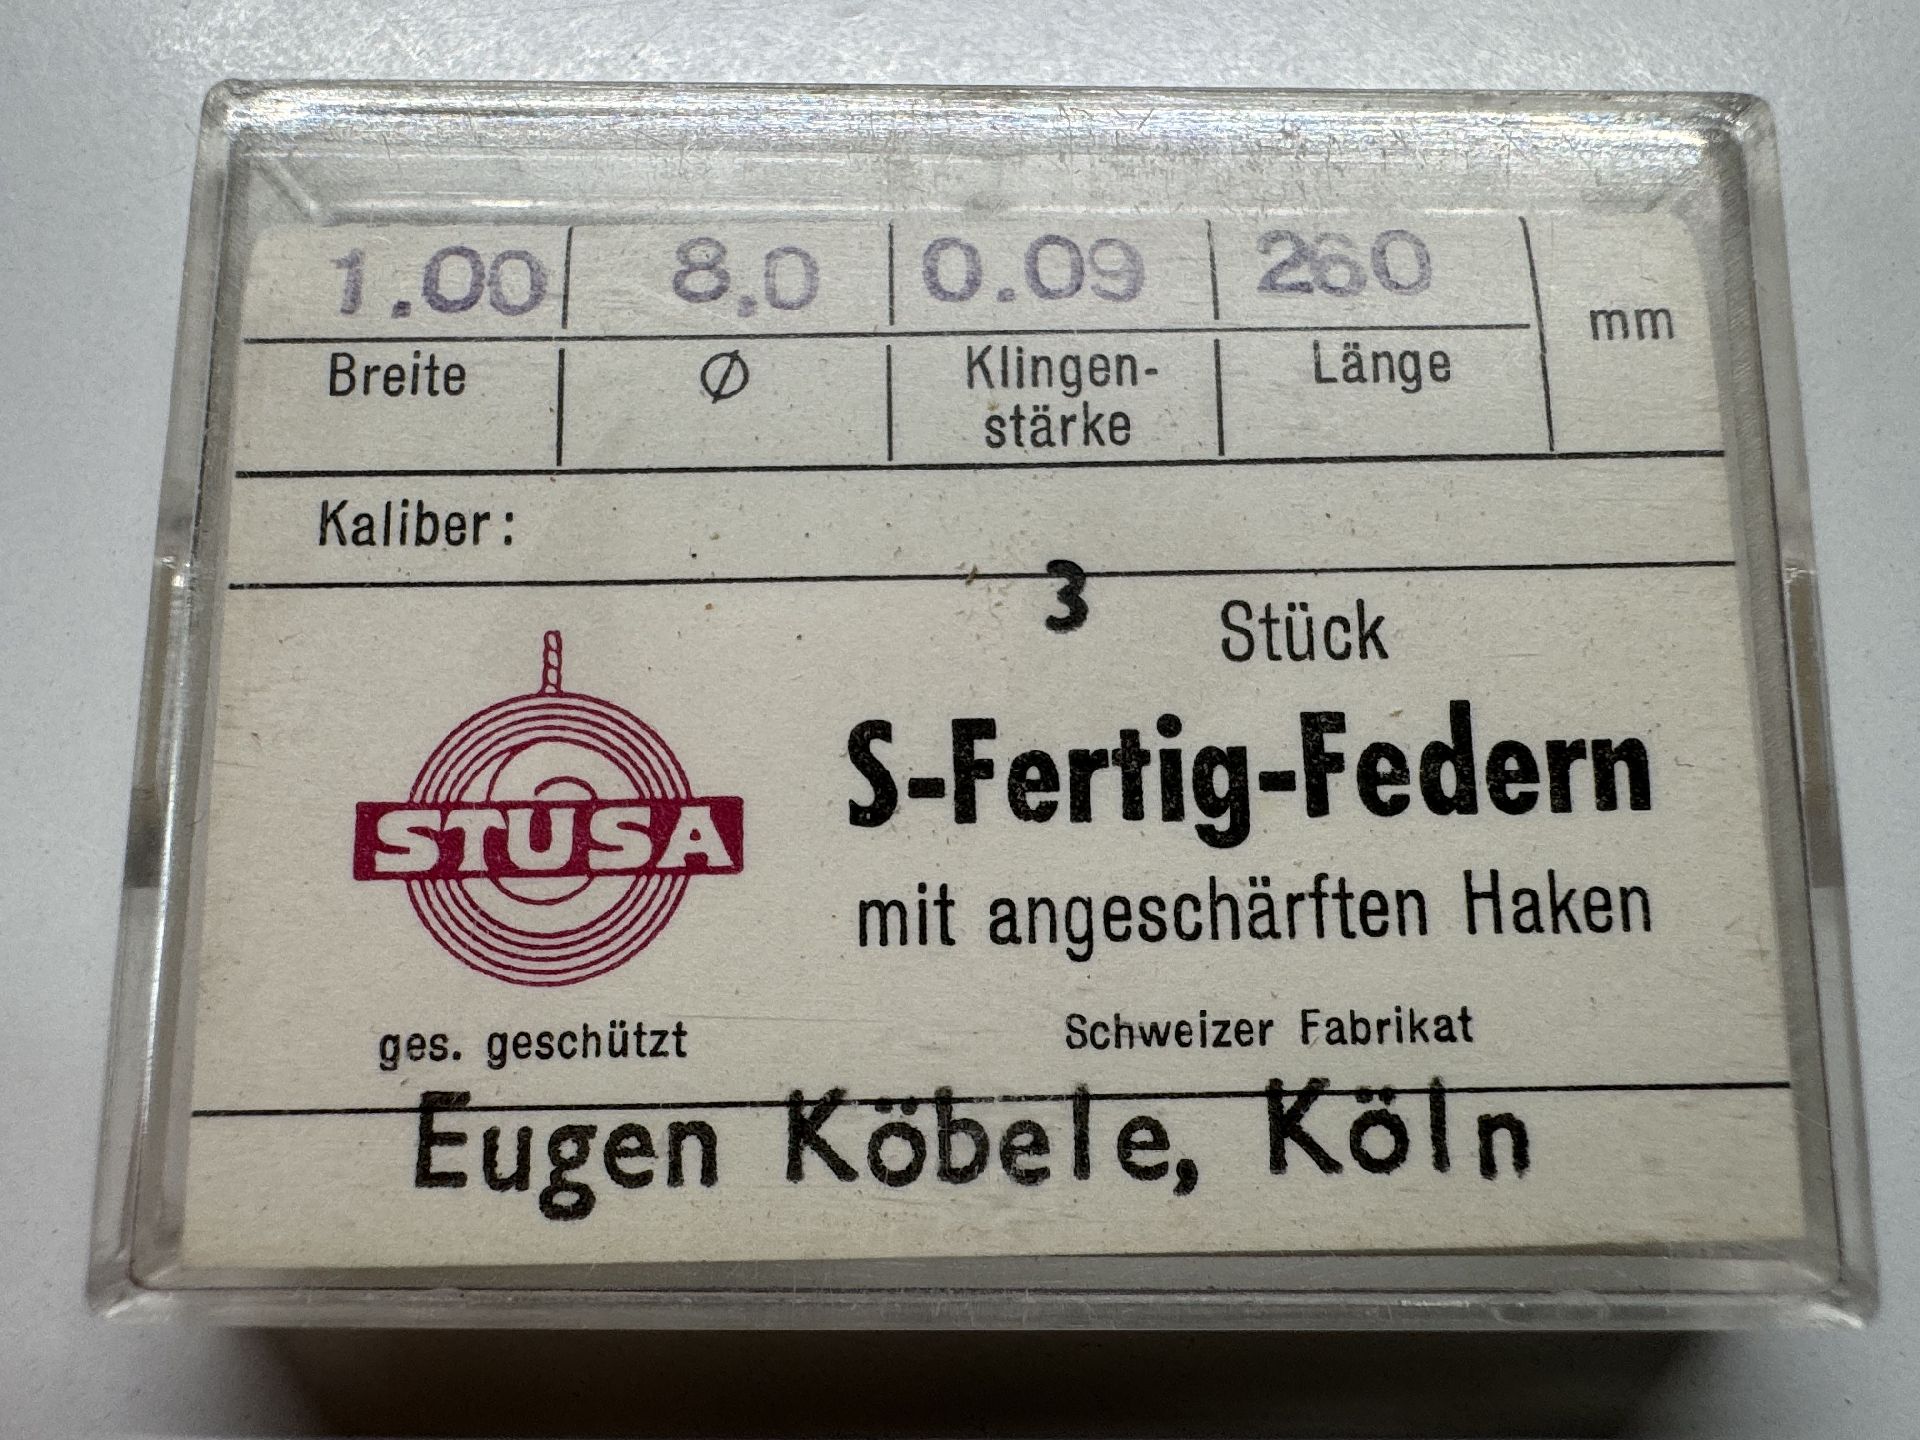 1.00 8.0 0.09 260 mm
Breite Ø Klingen- Länge
stärke
Kaliber:
3 Stück
S-Fertig-Federn
STUSA
mit angeschärften Haken
ges. geschützt Schweizer Fabrikat
Eugen Köbele, Köln